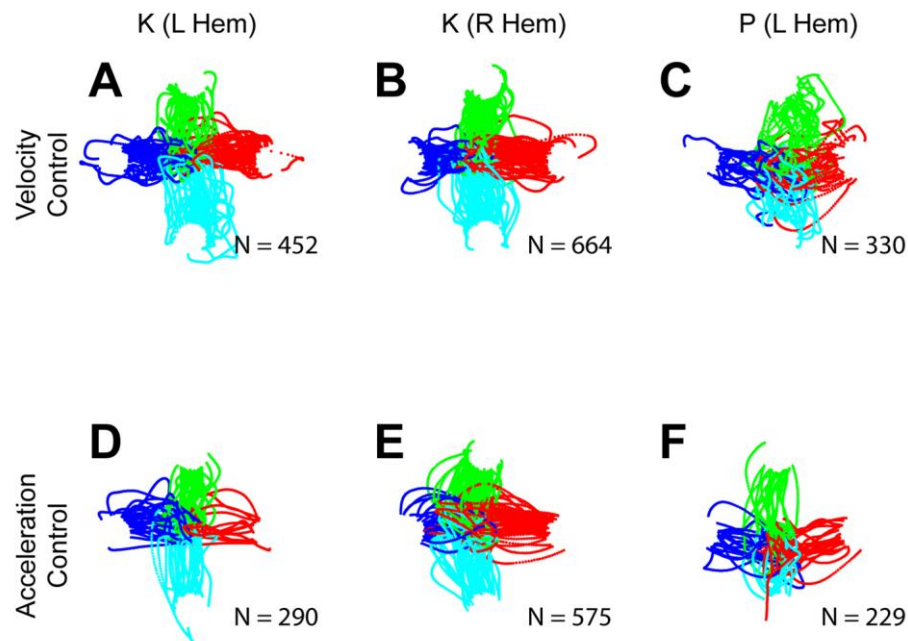 K (L Hem) K (R Hem) P (L Hem)
A B C
Velocity
Control
N = 452 N = 664 N = 330
D E F
Acceleration
Control
N = 290 N = 575 N = 229